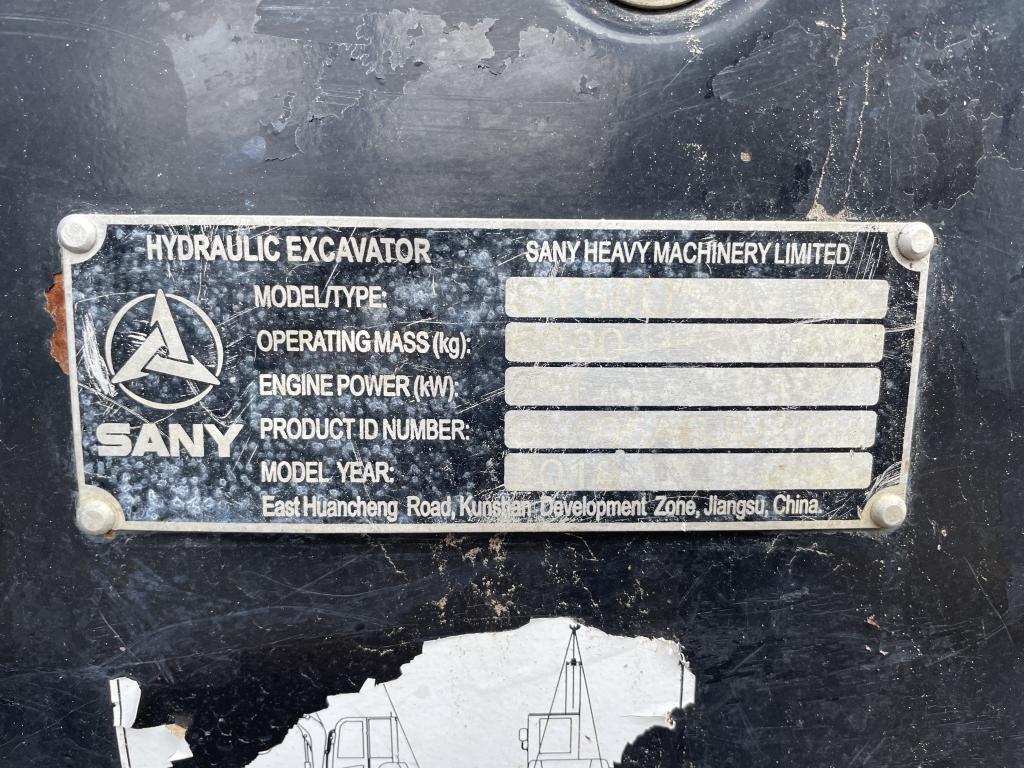 HYDRAULIC EXCAVATOR
SANY HEAVY MACHINERY LIMITED
MODEL/TYPE:
OPERATING MASS (kg):
ENGINE POWER (kW)
PRODUCT ID NUMBER:
MODEL YEAR: 2018
SANY
East Huancheng Road, Kunshan Development Zone, Jiangsu, China.